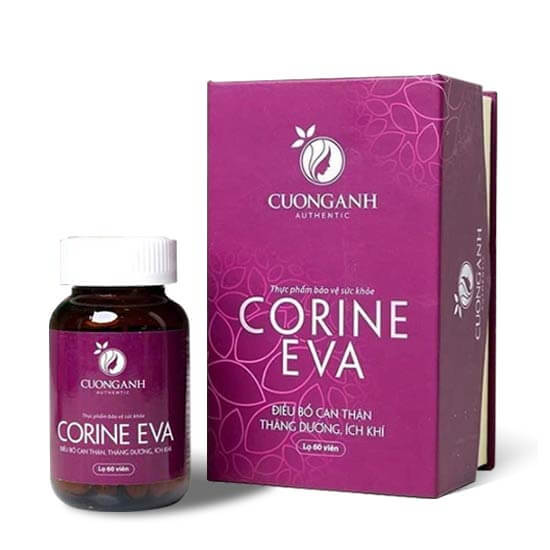 CUONGANH
AUTHENTIC
Thực phẩm bảo vệ sức khỏe
CORINE
EVA
ĐIỀU BỔ CAN THẬN
THĂNG DƯƠNG, ÍCH KHÍ
Lọ 60 viên
CUONGANH
AUTHENTIC
CUONGANH
AUTHENTIC
Thực phẩm bảo vệ sức khỏe
CORINE EVA
ĐIỀU BỔ CAN THẬN, THĂNG DƯƠNG, ÍCH KHÍ
Lọ 60 viên